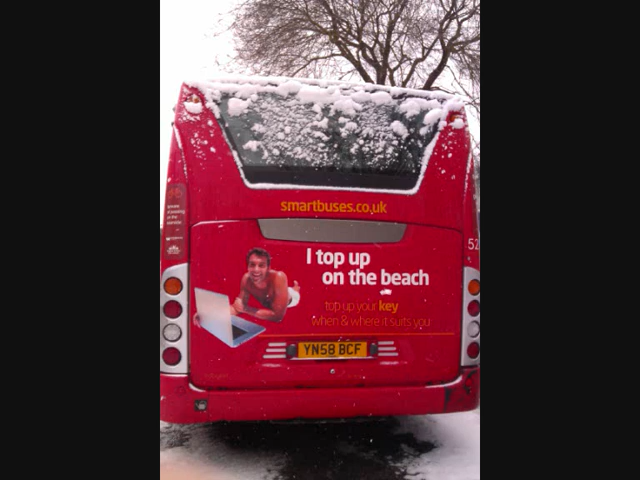 smartbuses.co.uk
I top up
on the beach
top up your key
when & where it suits you
52
YN58 BCF